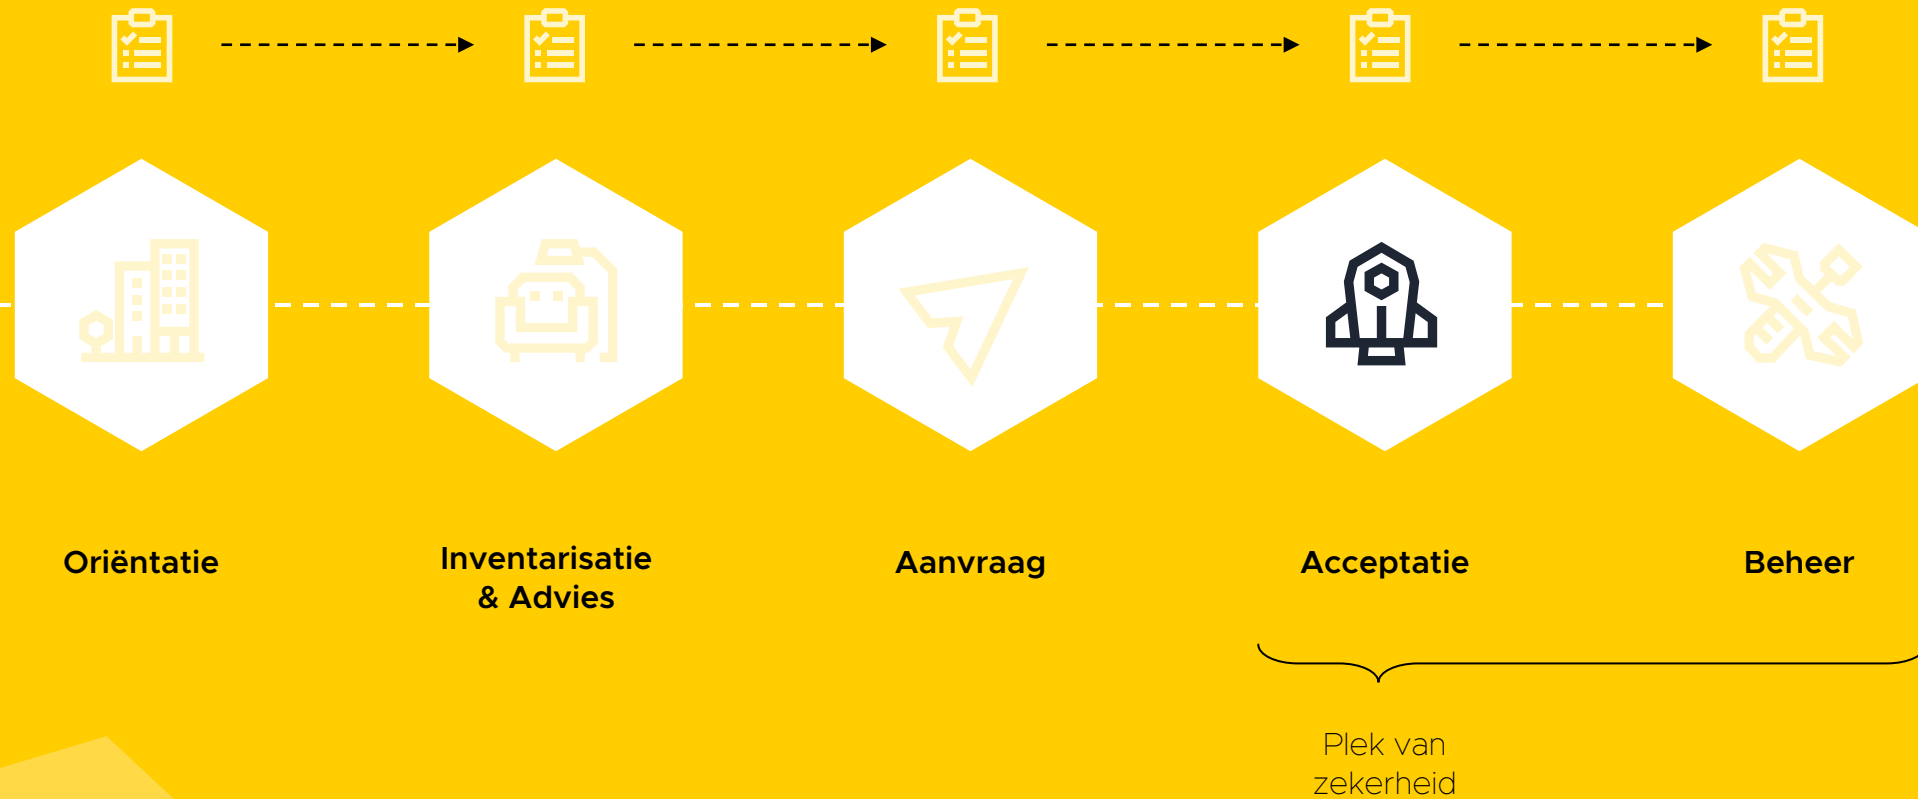 Oriëntatie
Inventarisatie
& Advies
Aanvraag
Acceptatie
Beheer
Plek van
zekerheid